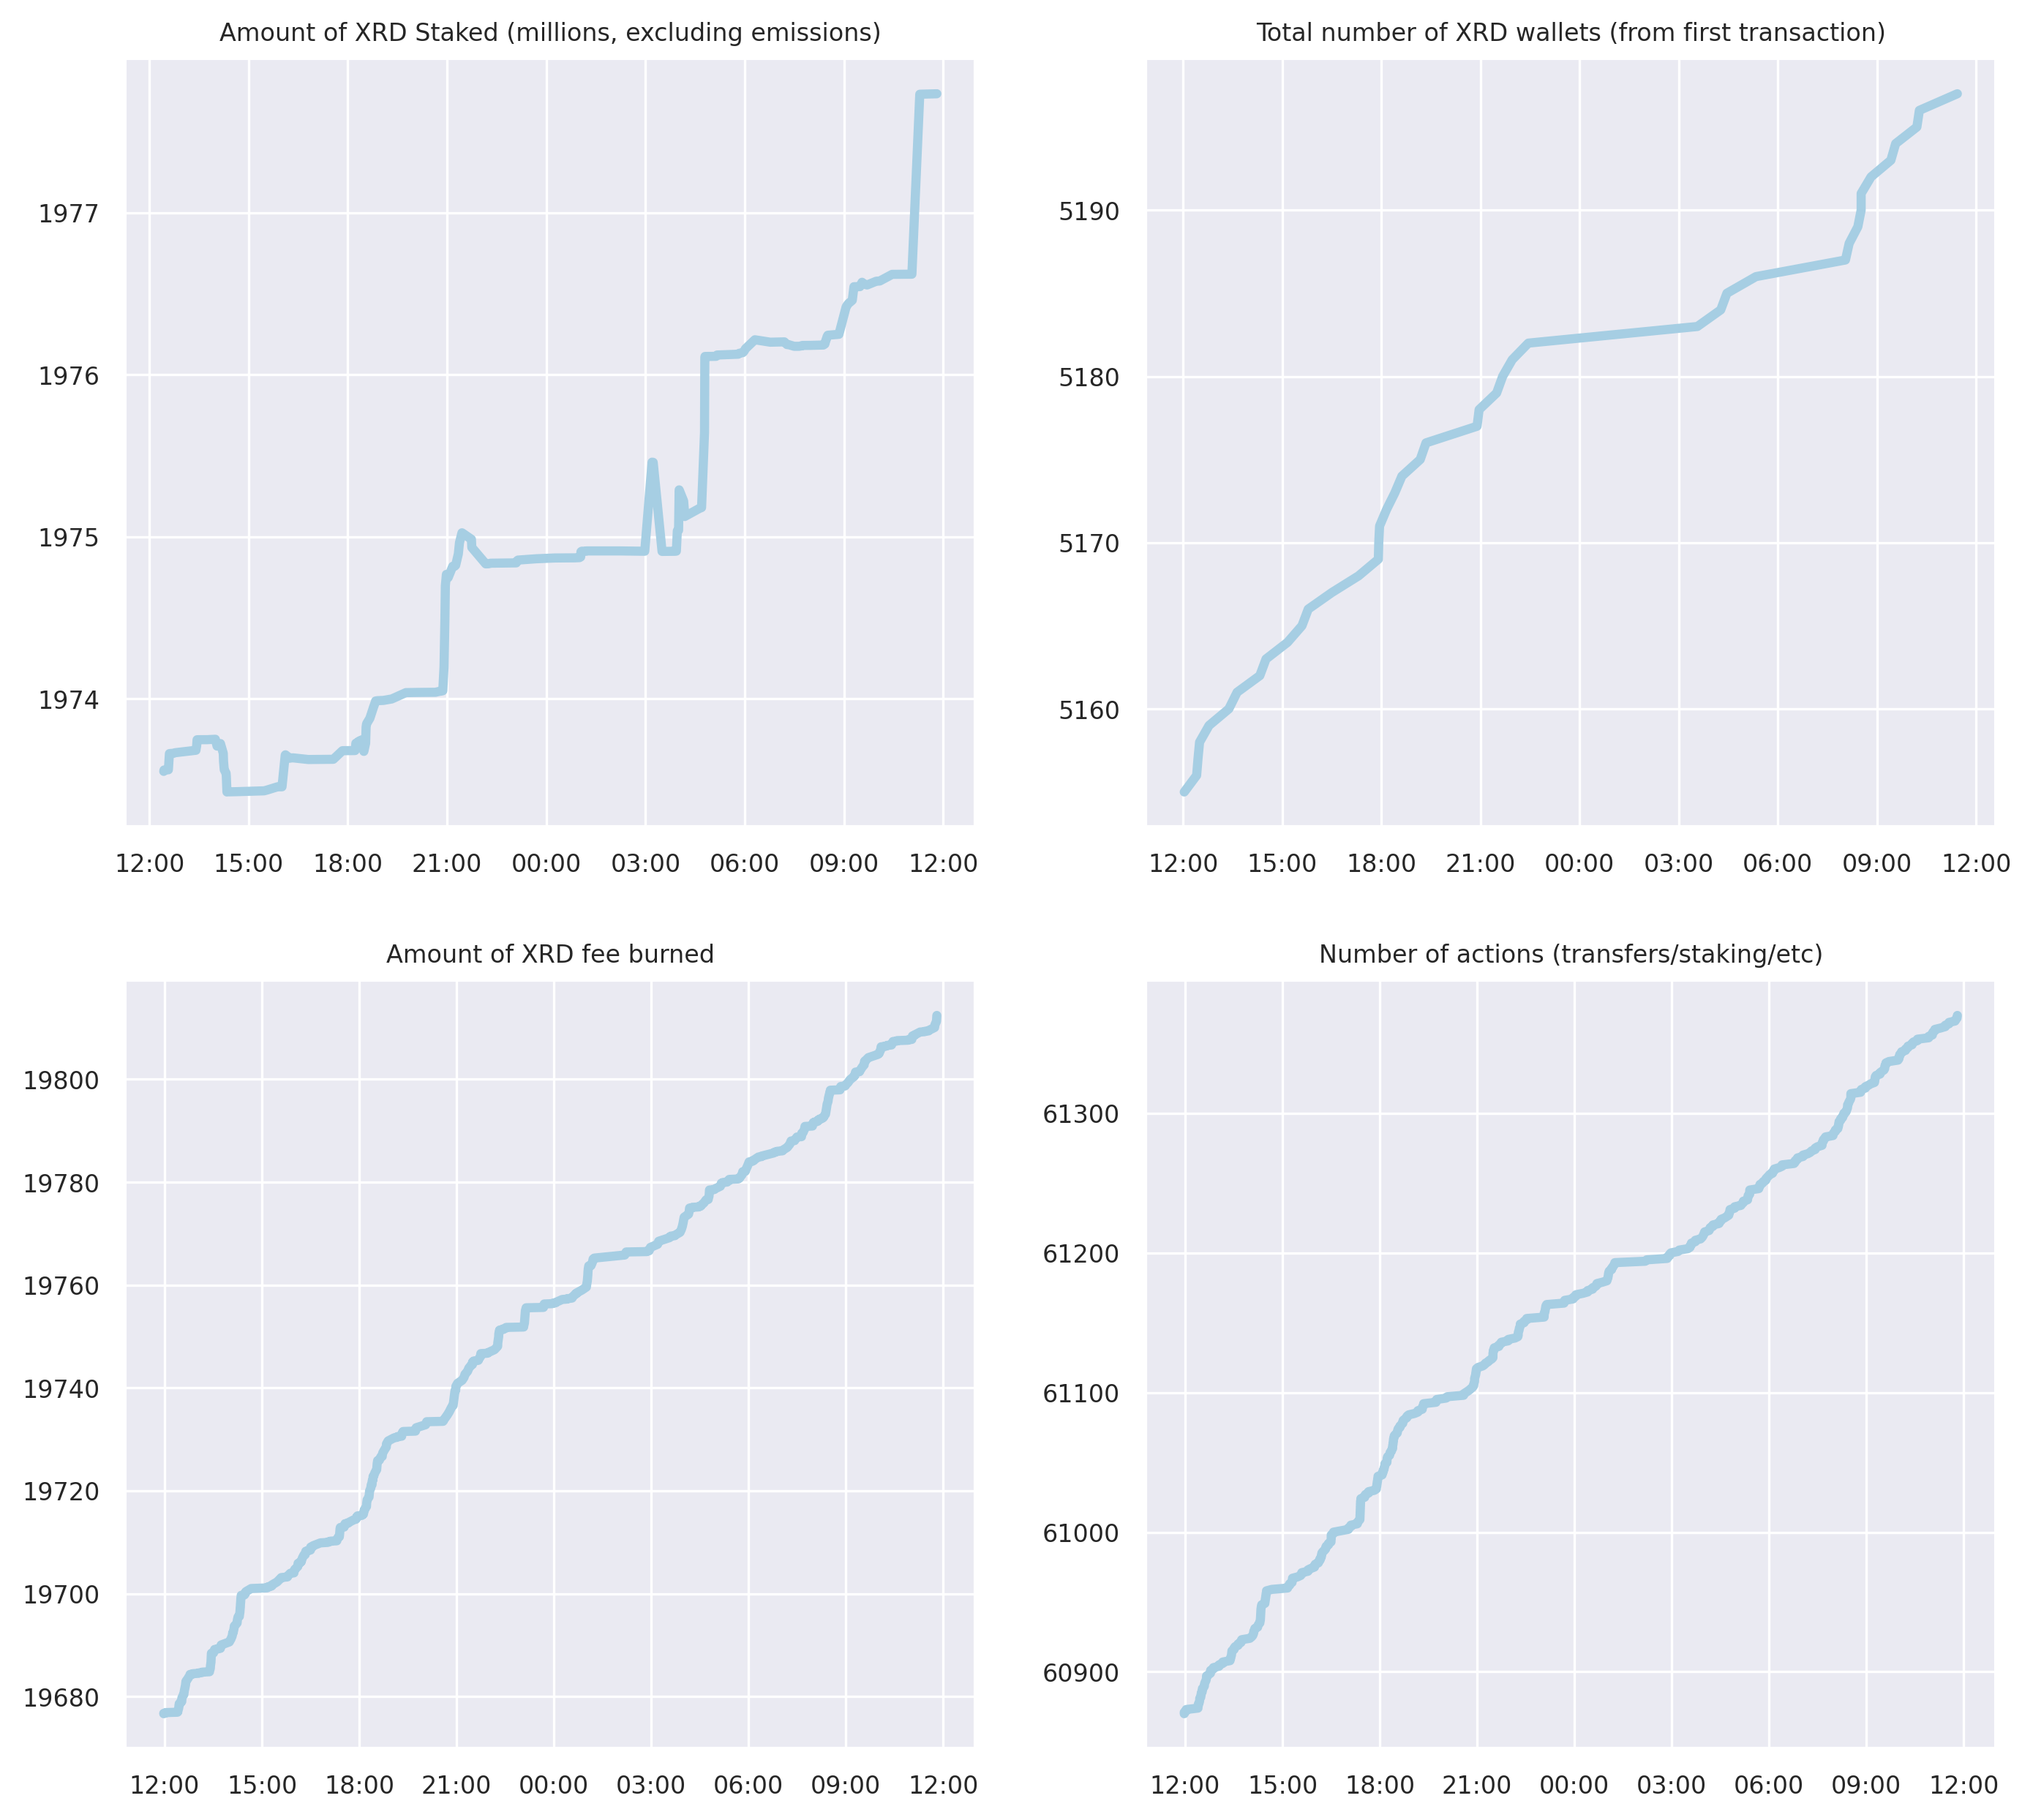 Amount of XRD Staked (millions, excluding emissions)
1977
1976
1975
1974
12:00 15:00 18:00 21:00 00:00 03:00 06:00 09:00 12:00
Total number of XRD wallets (from first transaction)
5190
5180
5170
5160
12:00 15:00 18:00 21:00 00:00 03:00 06:00 09:00 12:00
Amount of XRD fee burned
19800
19780
19760
19740
19720
19700
19680
12:00 15:00 18:00 21:00 00:00 03:00 06:00 09:00 12:00
Number of actions (transfers/staking/etc)
61300
61200
61100
61000
60900
12:00 15:00 18:00 21:00 00:00 03:00 06:00 09:00 12:00